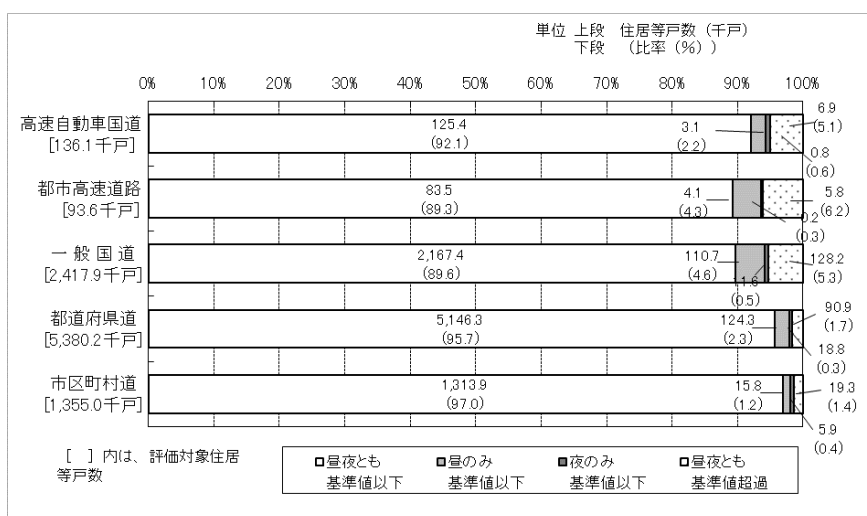 単位 上段 住居等戸数（千戸）
下段 （比率（％））
0% 10% 20% 30% 40% 50% 60% 70% 80% 90% 100%
高速自動車国道
[136.1千戸]
125.4
(92.1)
3.1
(2.2)
0.8
(0.6)
6.9
(5.1)
都市高速道路
[93.6千戸]
83.5
(89.3)
4.1
(4.3)
0.2
(0.3)
5.8
(6.2)
一般国道
[2,417.9千戸]
2,167.4
(89.6)
110.7
(4.6)
11.6
(0.5)
128.2
(5.3)
都道府県道
[5,380.2千戸]
5,146.3
(95.7)
124.3
(2.3)
18.8
(0.3)
90.9
(1.7)
市区町村道
[1,355.0千戸]
1,313.9
(97.0)
15.8
(1.2)
5.9
(0.4)
19.3
(1.4)
[ ] 内は、評価対象住居
等戸数
昼夜とも
基準値以下
昼のみ
基準値以下
夜のみ
基準値以下
昼夜とも
基準値超過